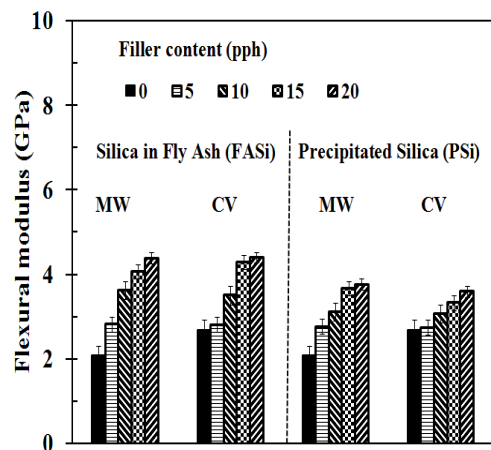 Flexural modulus (GPa)
10
8
6
4
2
0
Filler content (pph)
0 5 10 15 20
Silica in Fly Ash (FASi) Precipitated Silica (PSi)
MW CV MW CV